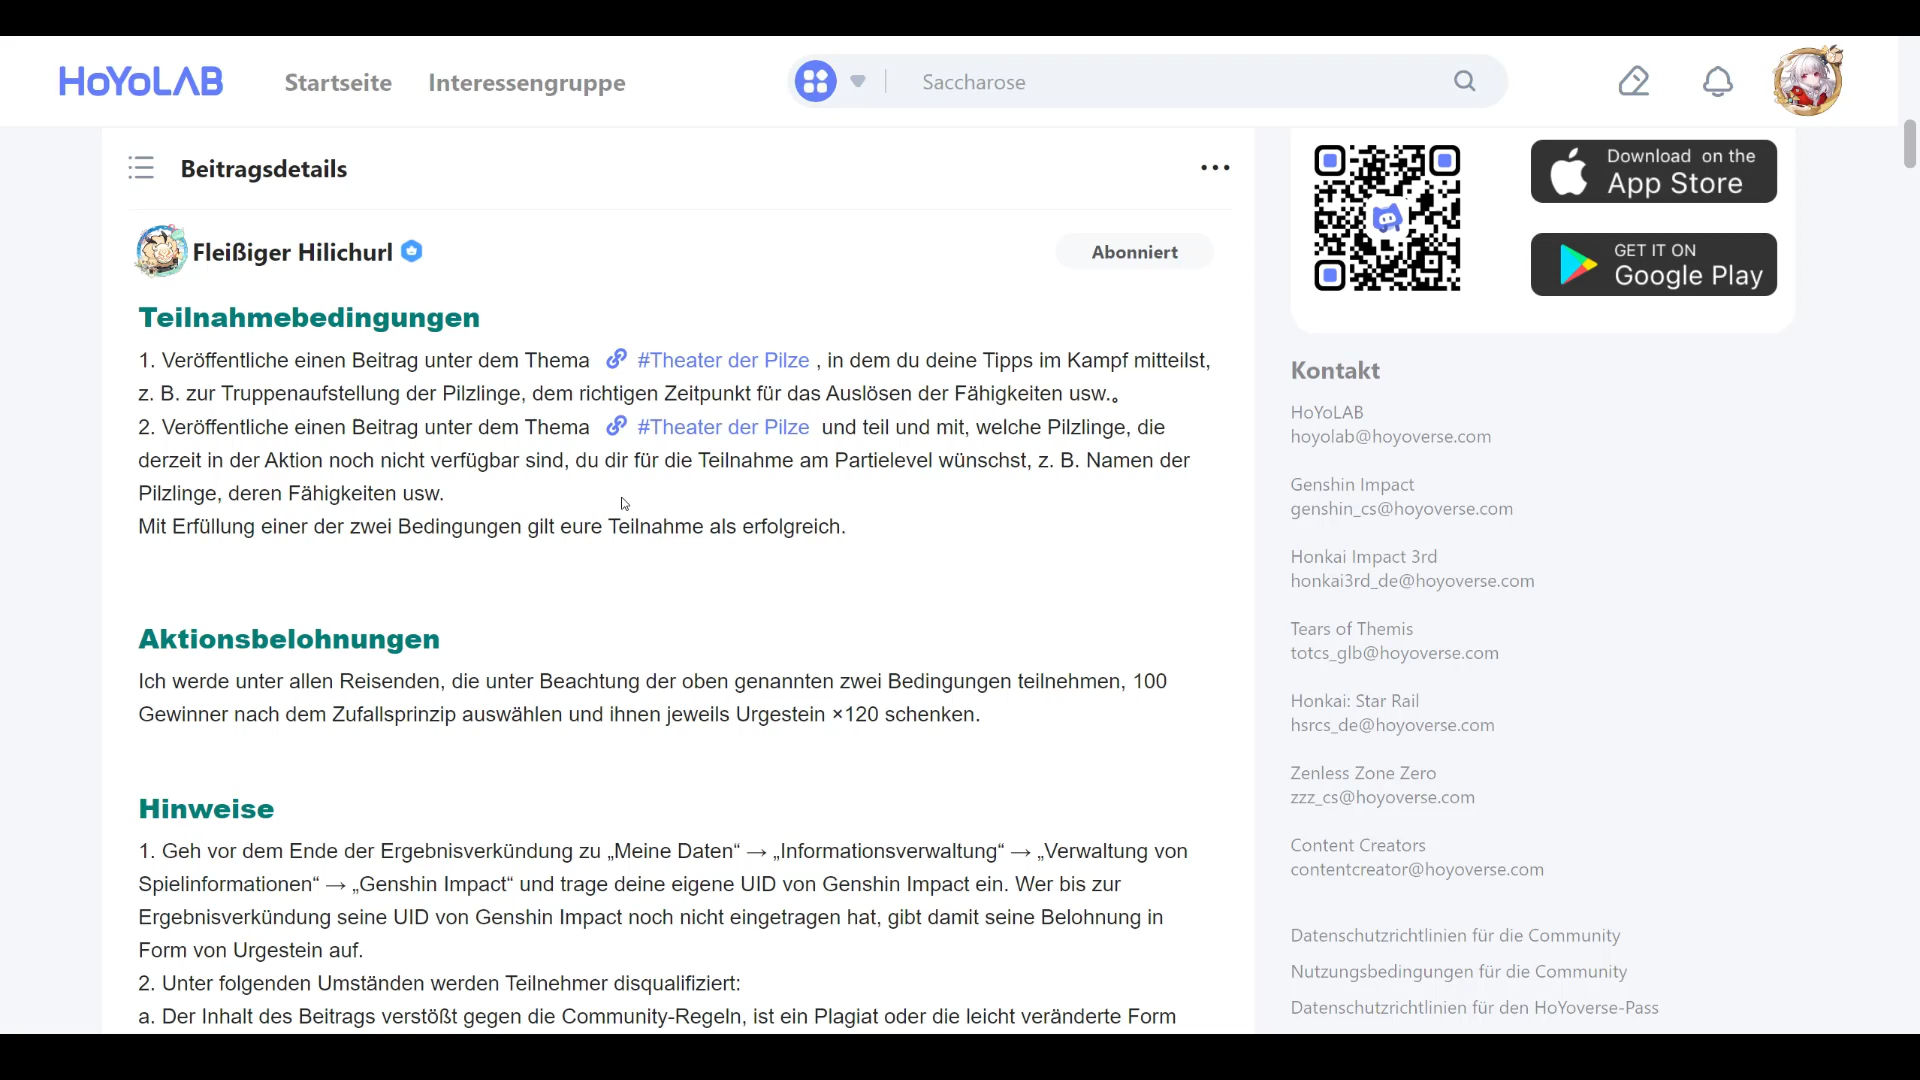 HoYoLAB
Startseite
Interessengruppe
Saccharose
Beitragsdetails
Fleißiger Hilichurl
Abonniert
Teilnahmebedingungen
1. Veröffentliche einen Beitrag unter dem Thema #Theater der Pilze , in dem du deine Tipps im Kampf mitteilst,
z. B. zur Truppenaufstellung der Pilzlinge, dem richtigen Zeitpunkt für das Auslösen der Fähigkeiten usw.。
2. Veröffentliche einen Beitrag unter dem Thema #Theater der Pilze und teil und mit, welche Pilzlinge, die
derzeit in der Aktion noch nicht verfügbar sind, du dir für die Teilnahme am Partielevel wünschst, z. B. Namen der
Pilzlinge, deren Fähigkeiten usw.
Mit Erfüllung einer der zwei Bedingungen gilt eure Teilnahme als erfolgreich.
Aktionsbelohnungen
Ich werde unter allen Reisenden, die unter Beachtung der oben genannten zwei Bedingungen teilnehmen, 100
Gewinner nach dem Zufallsprinzip auswählen und ihnen jeweils Urgestein ×120 schenken.
Hinweise
1. Geh vor dem Ende der Ergebnisverkündung zu „Meine Daten“ → „Informationsverwaltung“ → „Verwaltung von
Spielinformationen“ → „Genshin Impact“ und trage deine eigene UID von Genshin Impact ein. Wer bis zur
Ergebnisverkündung seine UID von Genshin Impact noch nicht eingetragen hat, gibt damit seine Belohnung in
Form von Urgestein auf.
2. Unter folgenden Umständen werden Teilnehmer disqualifiziert:
a. Der Inhalt des Beitrags verstößt gegen die Community-Regeln, ist ein Plagiat oder die leicht veränderte Form
Download on the
App Store
GET IT ON
Google Play
Kontakt
HoYoLAB
hoyolab@hoyoverse.com
Genshin Impact
genshin_cs@hoyoverse.com
Honkai Impact 3rd
honkai3rd_de@hoyoverse.com
Tears of Themis
totcs_glb@hoyoverse.com
Honkai: Star Rail
hsrcs_de@hoyoverse.com
Zenless Zone Zero
zzz_cs@hoyoverse.com
Content Creators
contentcreator@hoyoverse.com
Datenschutzrichtlinien für die Community
Nutzungsbedingungen für die Community
Datenschutzrichtlinien für den HoYoverse-Pass